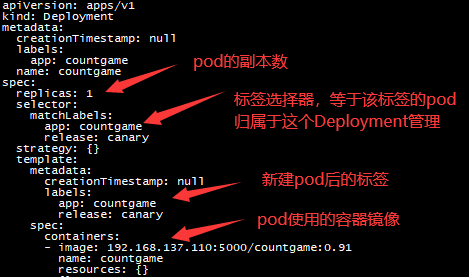 apiVersion: apps/v1
kind: Deployment
metadata:
  creationTimestamp: null
  labels:
    app: countgame
  name: countgame
pod的副本数
spec:
  replicas: 1
  selector:
    matchLabels:
      app: countgame
      release: canary
标签选择器，等于该标签的pod
归属于这个Deployment管理
  strategy: {}
  template:
    metadata:
      creationTimestamp: null
      labels:
        app: countgame
        release: canary
新建pod后的标签
    spec:
      containers:
      - image: 192.168.137.110:5000/countgame:0.91
        name: countgame
        resources: {}
pod使用的容器镜像